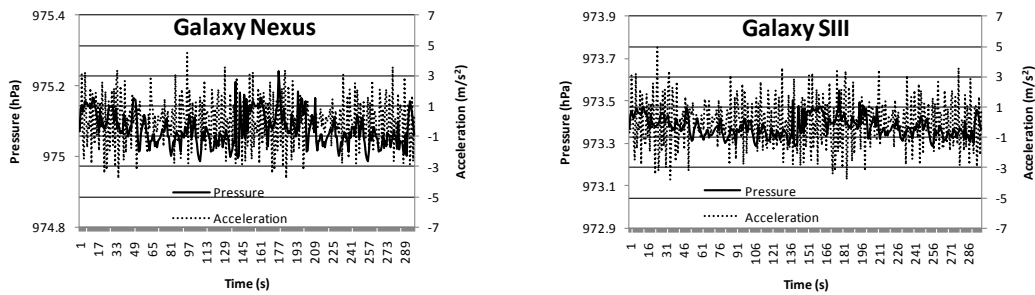 Galaxy Nexus
Pressure (hPa)
975.4
975.2
975
974.8
7
5
3
1
-1
-3
-5
-7
Acceleration (m/s²)
Pressure
Acceleration
1 17 33 49 65 81 97 113 129 145 161 177 193 209 225 241 257 273 289
Time (s)
Galaxy SIII
Pressure (hPa)
973.9
973.7
973.5
973.3
973.1
972.9
7
5
3
1
-1
-3
-5
-7
Acceleration (m/s²)
Pressure
Acceleration
1 16 31 46 61 76 91 106 121 136 151 166 181 196 211 226 241 256 271 286
Time (s)